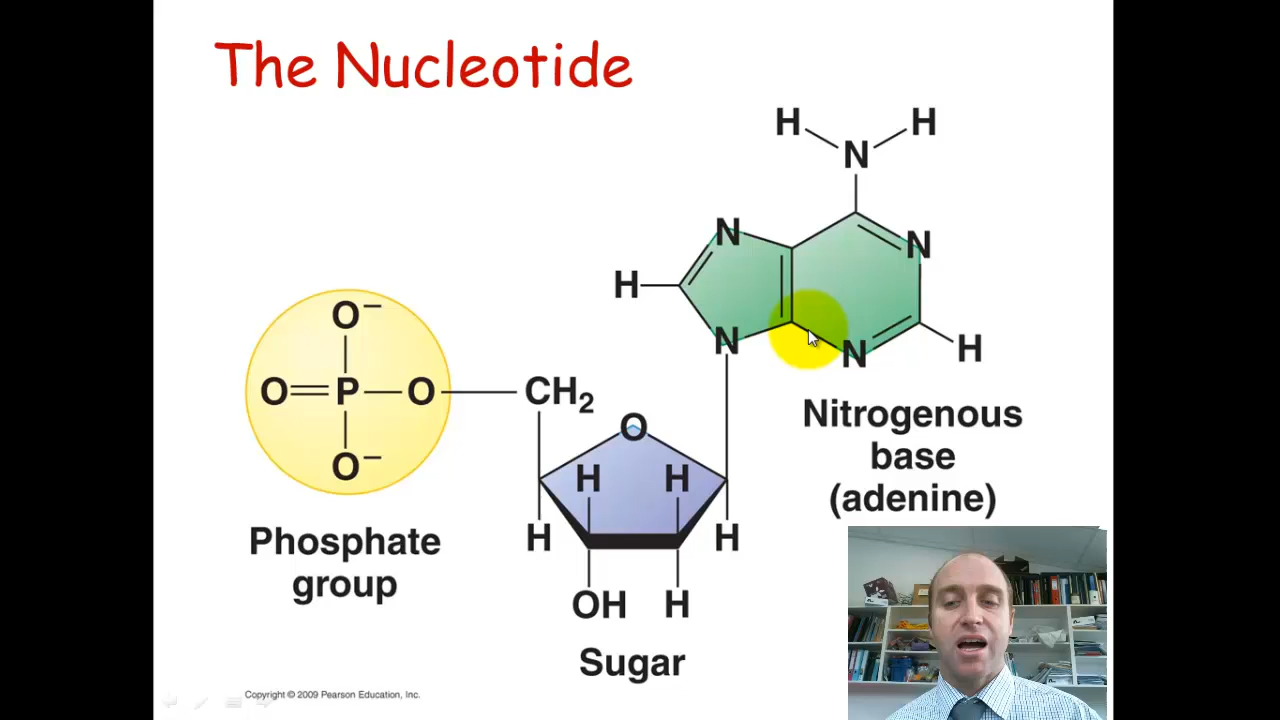 The Nucleotide
H H
N
N N
H
N N H
O–
O=P—O CH2
O–
O
H H
H H
OH H
Phosphate
group
Sugar
Nitrogenous
base
(adenine)
Copyright © 2009 Pearson Education, Inc.